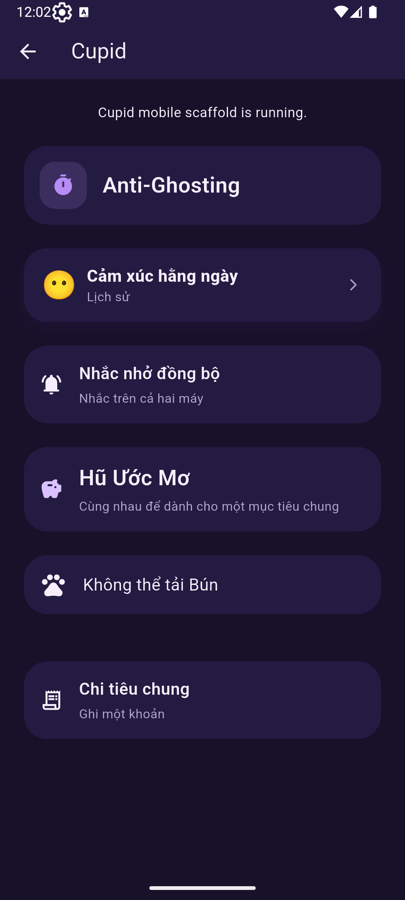 12:02
A
Cupid
Cupid mobile scaffold is running.
Anti-Ghosting
Cảm xúc hằng ngày
Lịch sử
Nhắc nhở đồng bộ
Nhắc trên cả hai máy
Hũ Ước Mơ
Cùng nhau để dành cho một mục tiêu chung
Không thể tải Bún
Chi tiêu chung
Ghi một khoản